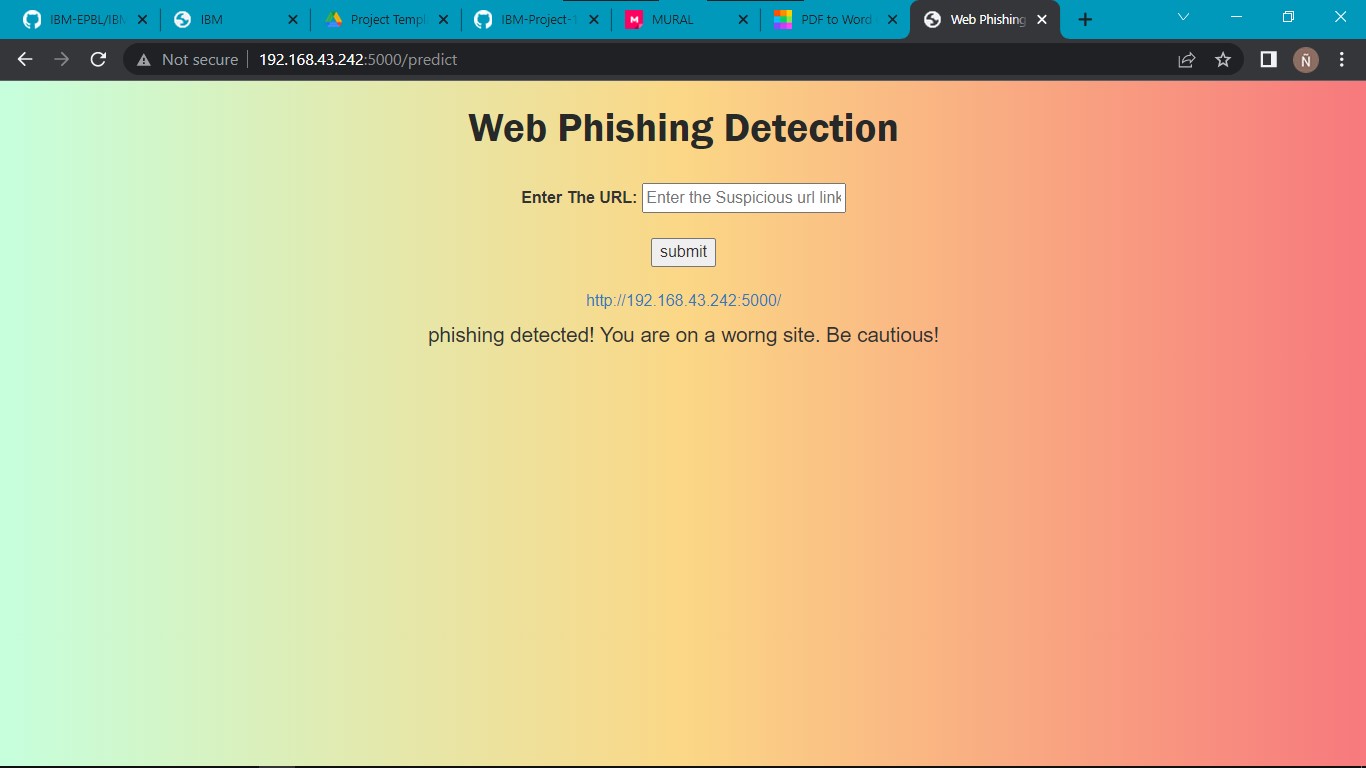 IBM-EPBL/IBM
IBM
Project Templ
IBM-Project-1
MURAL
PDF to Word
Web Phishing
Not secure
192.168.43.242:5000/predict
Ñ
Web Phishing Detection
Enter The URL: Enter the Suspicious url link
submit
http://192.168.43.242:5000/
phishing detected! You are on a worng site. Be cautious!